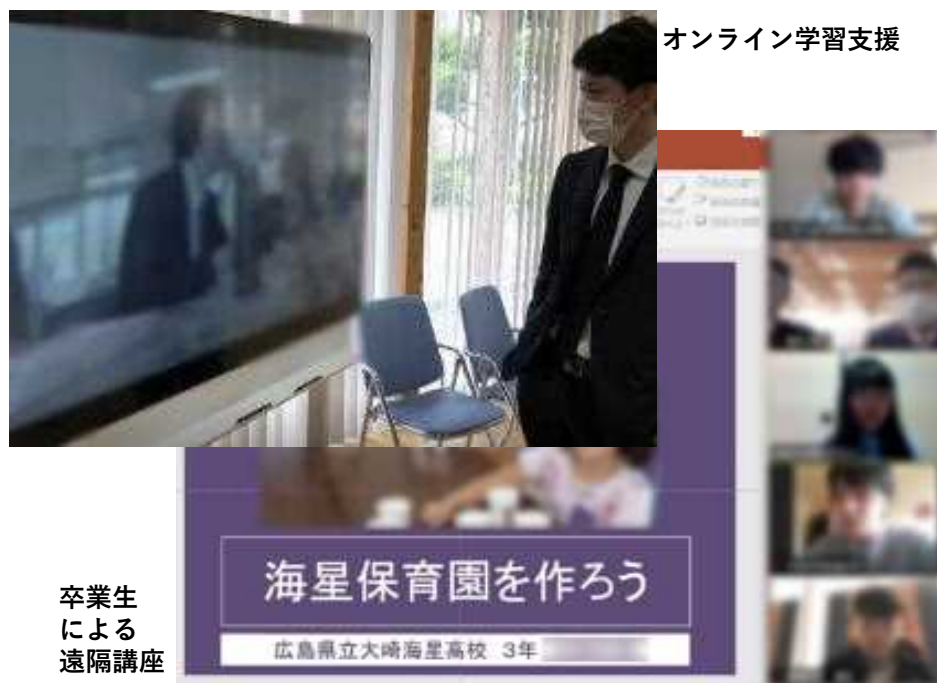 オンライン学習支援
海星保育園を作ろう
広島県立大崎海星高校 3年
卒業生
による
遠隔講座